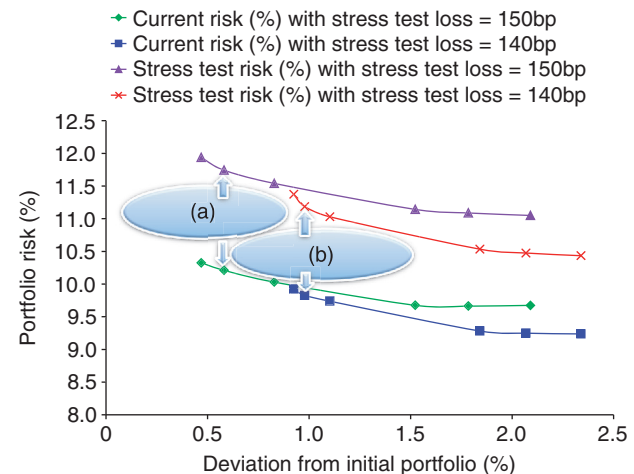 Current risk (%) with stress test loss = 150bp
Current risk (%) with stress test loss = 140bp
Stress test risk (%) with stress test loss = 150bp
Stress test risk (%) with stress test loss = 140bp
12.5
12.0
11.5
11.0
10.5
10.0
9.5
9.0
8.5
8.0
Portfolio risk (%)
(a)
(b)
0 0.5 1.0 1.5 2.0 2.5
Deviation from initial portfolio (%)